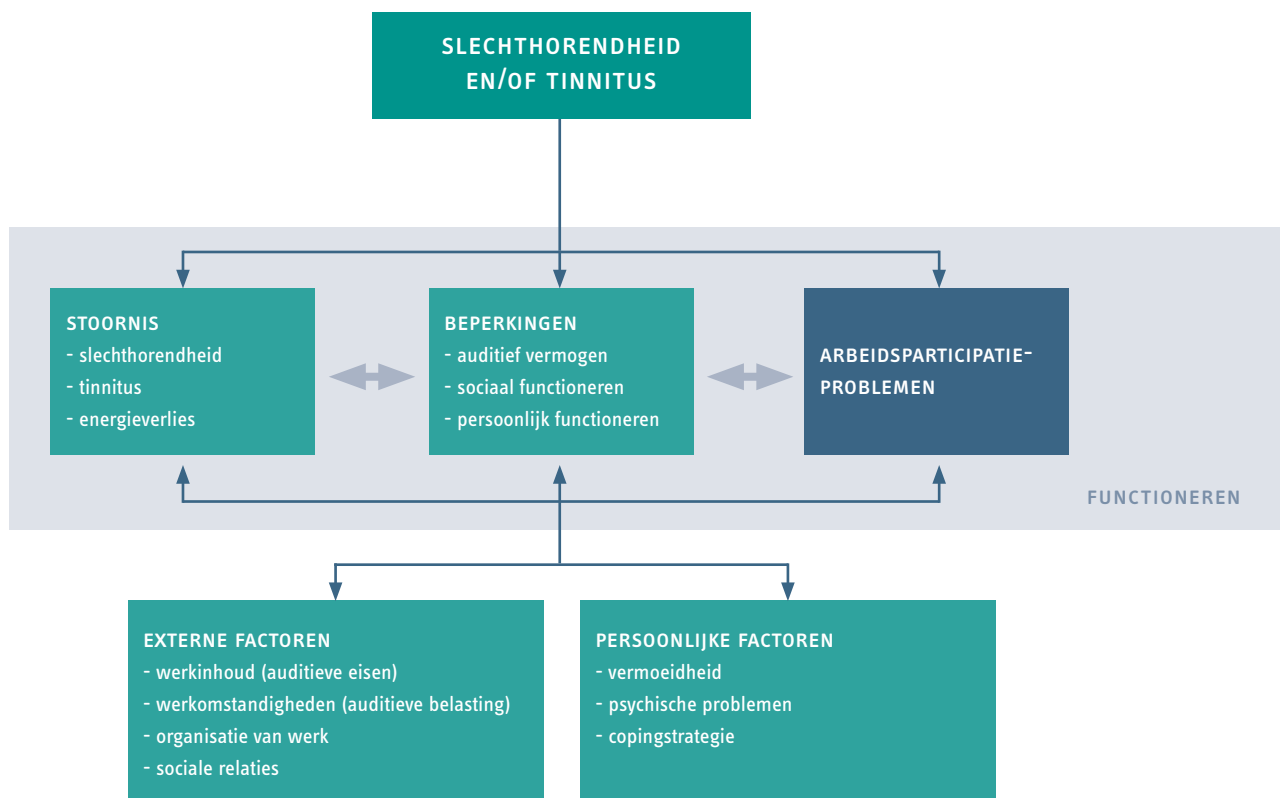 SLECHTHORENDHEID
EN/OF TINNITUS
STOORNIS
- slechthorendheid
- tinnitus
- energieverlies
BEPERKINGEN
- auditief vermogen
- sociaal functioneren
- persoonlijk functioneren
ARBEIDSPARTICIPATIE-
PROBLEMEN
FUNCTIONEREN
EXTERNE FACTOREN
- werkinhoud (auditieve eisen)
- werkomstandigheden (auditieve belasting)
- organisatie van werk
- sociale relaties
PERSOONLIJKE FACTOREN
- vermoeidheid
- psychische problemen
- copingstrategie